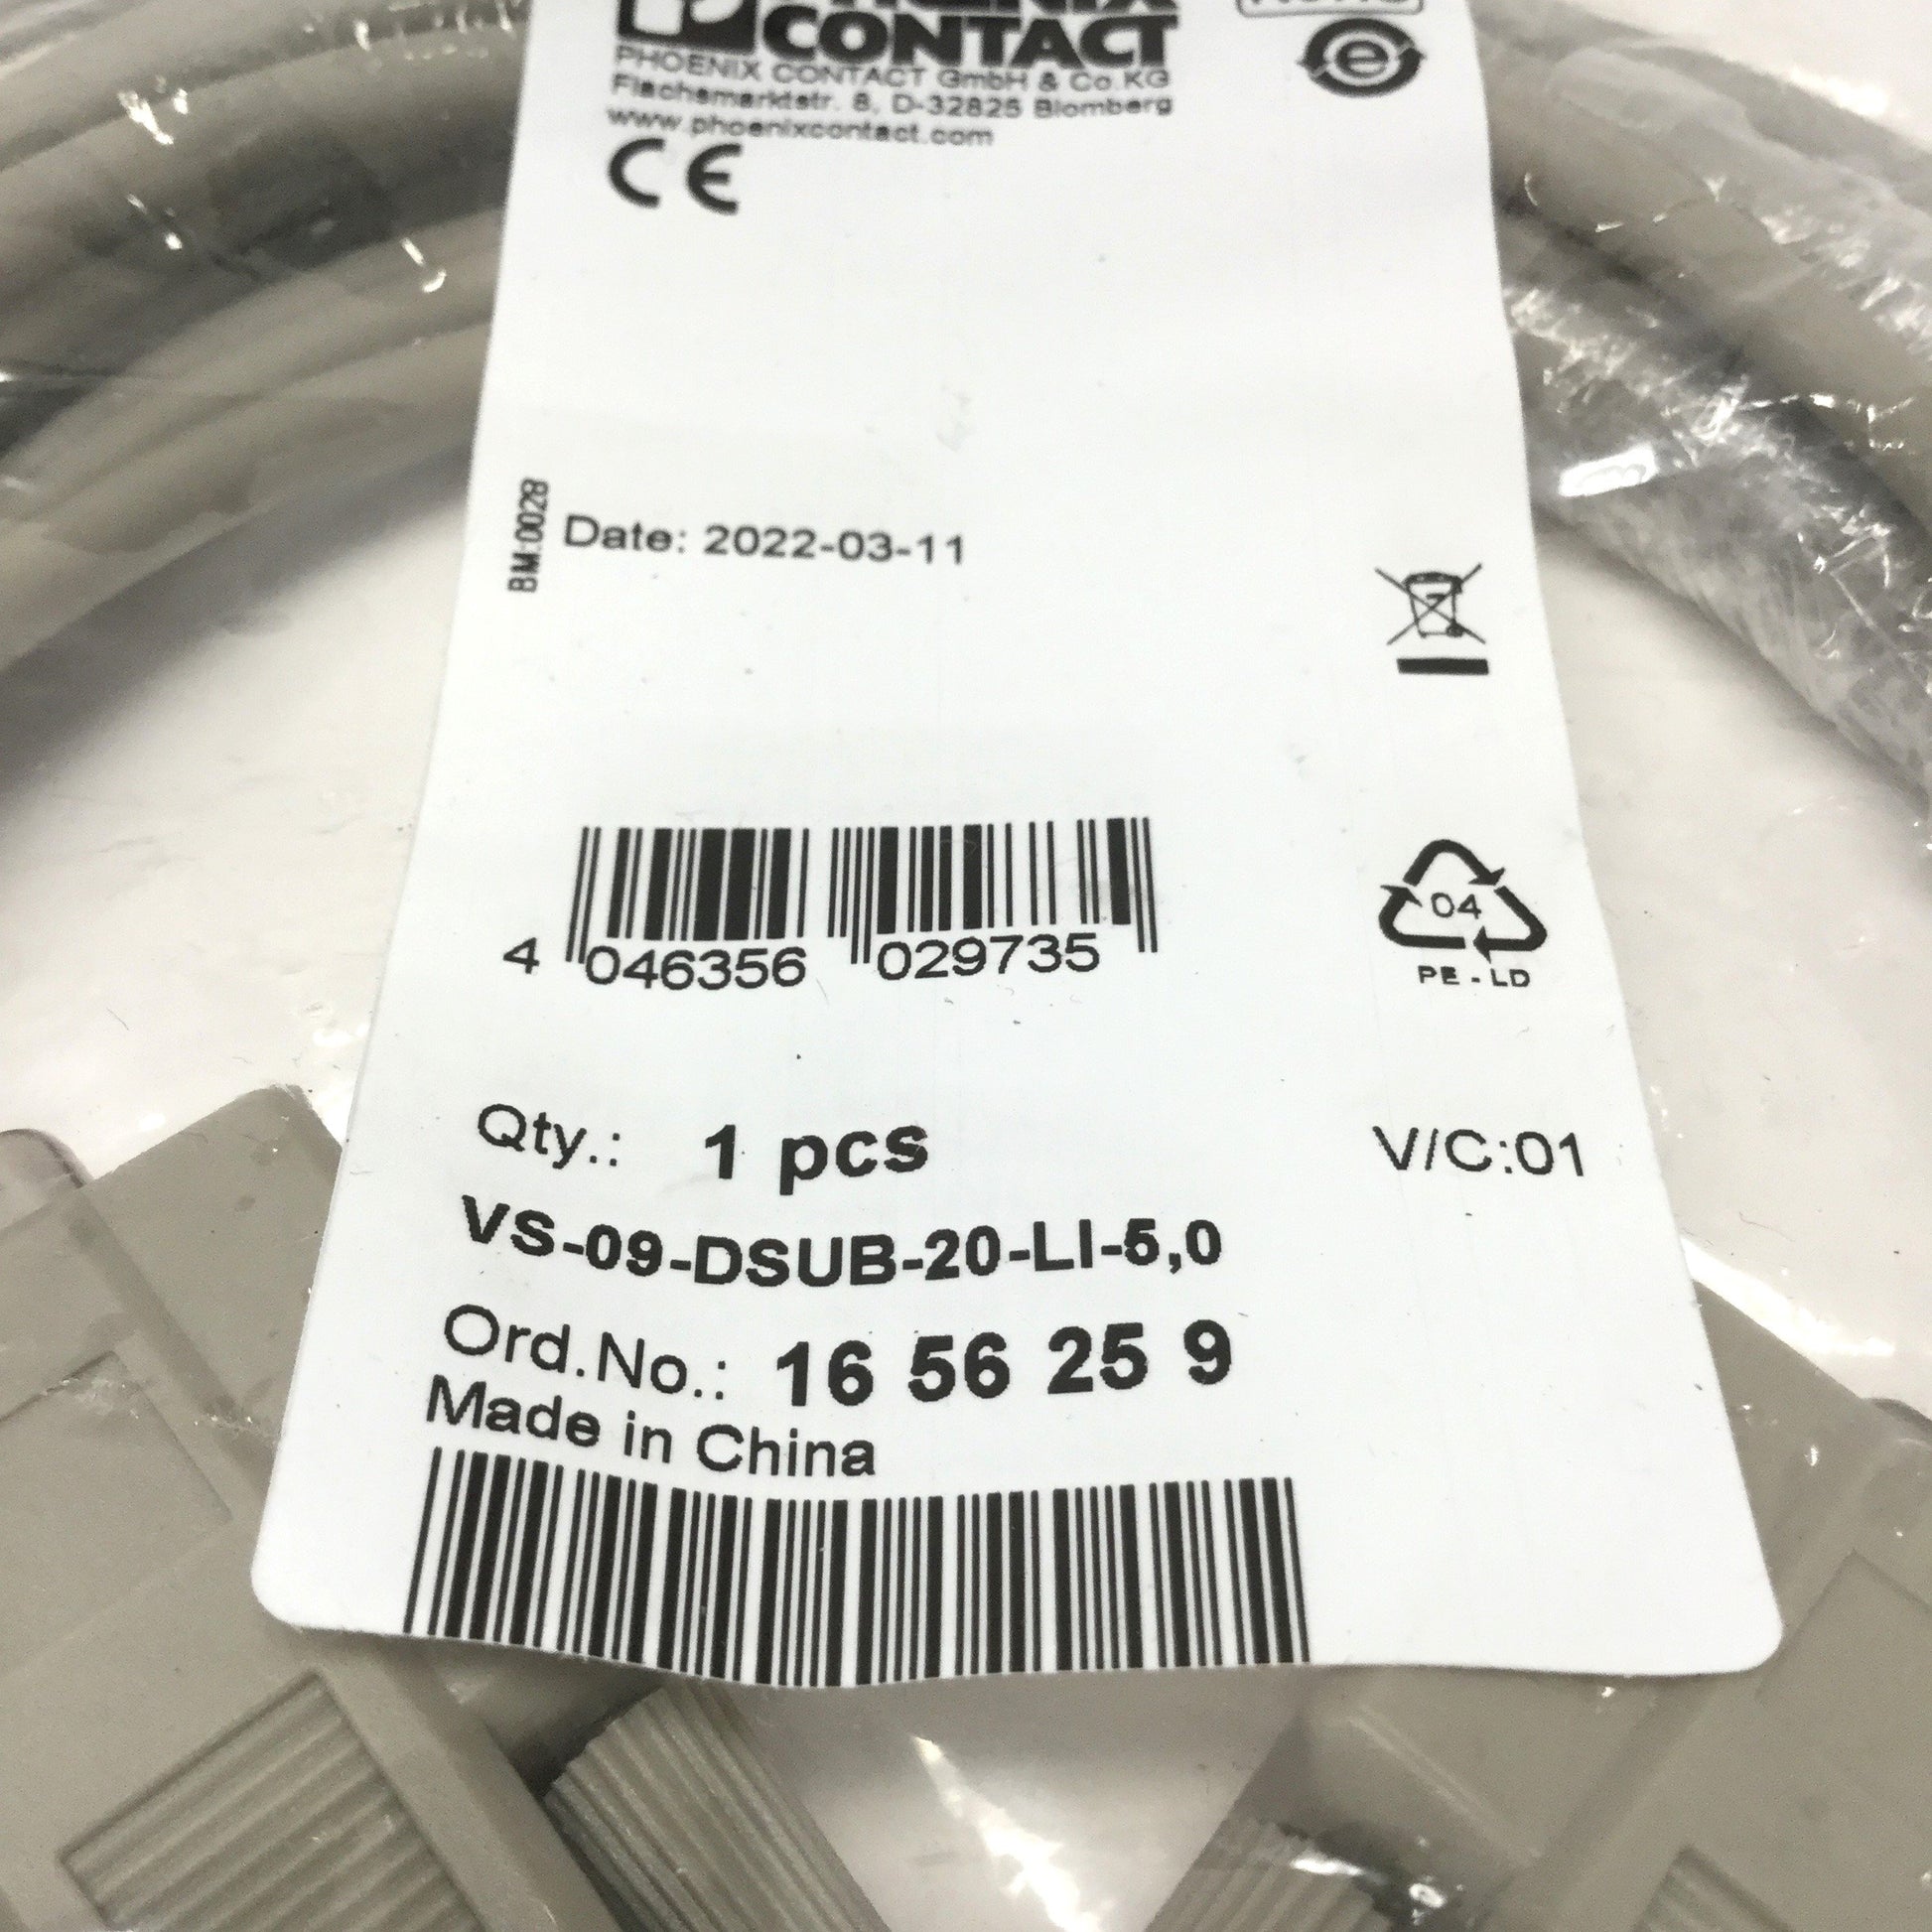 CONTACT
PHOENIX CONTACT GmbH & Co.KG
Flachsmarktstr. 8, D-32825 Blomberg
www.phoenixcontact.com
CE
e
BM:0028
Date: 2022-03-11
4 046356 029735
04
PE-LD
Qty.: 1 pcs
V/C:01
VS-09-DSUB-20-LI-5,0
Ord.No.: 16 56 25 9
Made in China